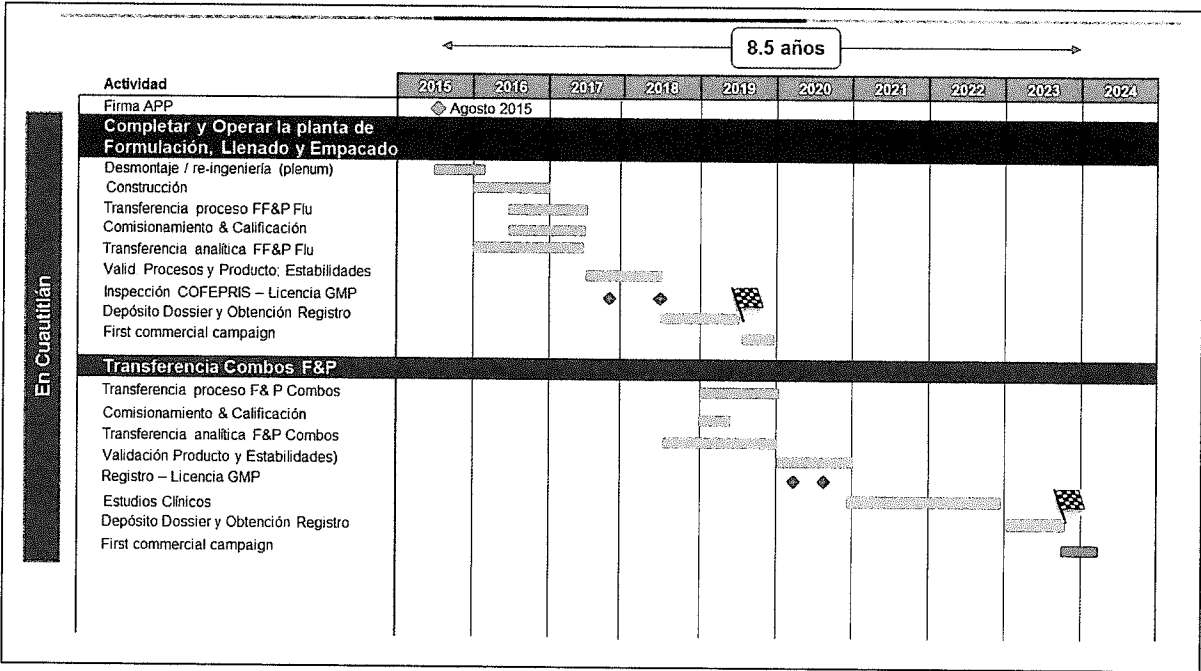 8.5 años
Actividad 2015 2016 2017 2018 2019 2020 2021 2022 2023 2024
Firma APP Agosto 2015
En Cuautitlán
Completar y Operar la planta de
Formulación, Llenado y Empacado
Desmontaje / re-ingeniería (plenum)
Construcción
Transferencia proceso FF&P Flu
Comisionamiento & Calificación
Transferencia analítica FF&P Flu
Valid. Procesos y Producto; Estabilidades
Inspección COFEPRIS – Licencia GMP
Depósito Dossier y Obtención Registro
First commercial campaign
Transferencia Combos F&P
Transferencia proceso F& P Combos
Comisionamiento & Calificación
Transferencia analítica F&P Combos
Validación Producto y Estabilidades)
Registro – Licencia GMP
Estudios Clínicos
Depósito Dossier y Obtención Registro
First commercial campaign